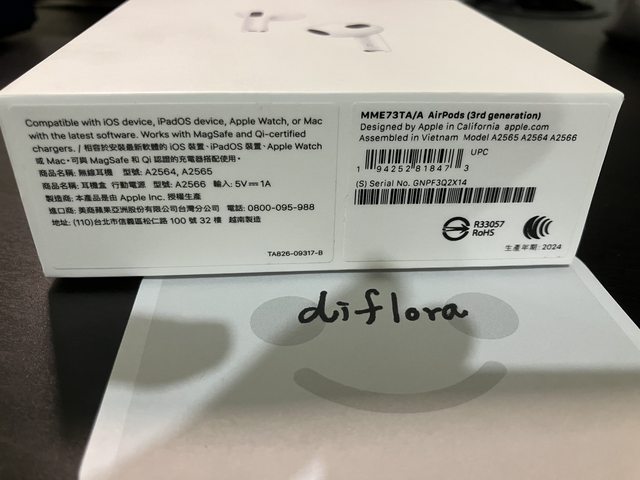 Compatible with iOS device, iPadOS device, Apple Watch, or Mac
with the latest software. Works with MagSafe and Qi-certified
chargers. / 相容於安裝最新軟體的 iOS 裝置、iPadOS 裝置、Apple Watch
或 Mac。可與 MagSafe 和 Qi 認證的充電器搭配使用。
商品名稱: 無線耳機 型號: A2564, A2565
商品名稱: 耳機盒 行動電源 型號: A2566 輸入: 5V⎓1A
製造商: 本產品是由 Apple Inc. 授權生產
進口商: 美商蘋果亞洲股份有限公司台灣分公司 電話: 0800-095-988
地址: (110)台北市信義區松仁路 100 號 32 樓 越南製造
TA826-09317-B
MME73TA/A AirPods (3rd generation)
Designed by Apple in California apple.com
Assembled in Vietnam Model A2565 A2564 A2566
UPC
1 94252 81847 3
(S) Serial No. GNPF3Q2X14
R33057
RoHS
生產年期: 2024
diflora